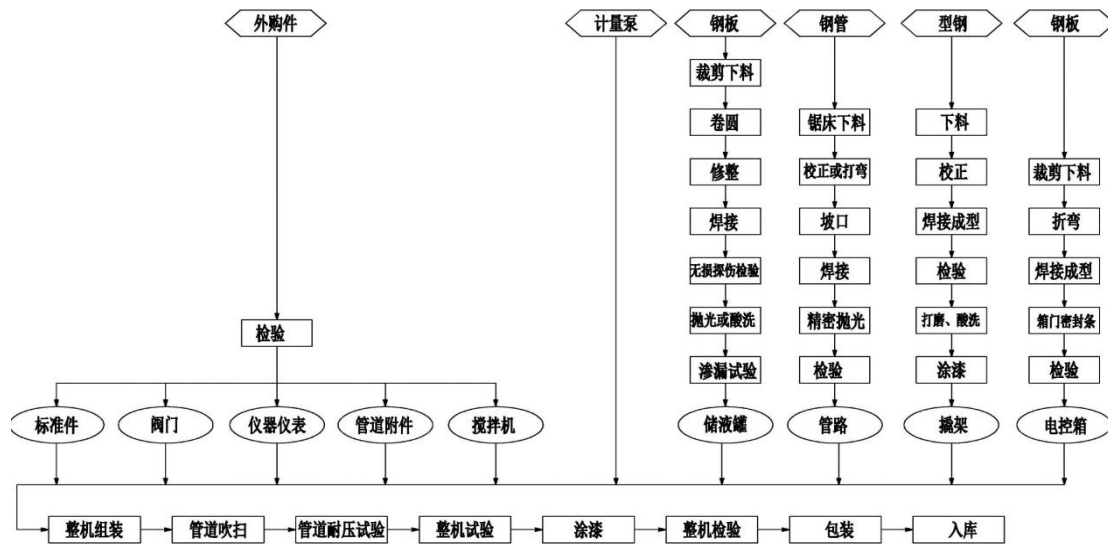 外购件
计量泵
钢板
钢管
型钢
钢板
裁剪下料
卷圆
锯床下料
下料
修整
校正或打弯
校正
裁剪下料
焊接
坡口
焊接成型
折弯
无损探伤检验
焊接
检验
焊接成型
检验
抛光或酸洗
精密抛光
打磨、酸洗
箱门密封条
渗漏试验
检验
涂漆
检验
标准件
阀门
仪器仪表
管道附件
搅拌机
储液罐
管路
撬架
电控箱
整机组装
管道吹扫
管道耐压试验
整机试验
涂漆
整机检验
包装
入库